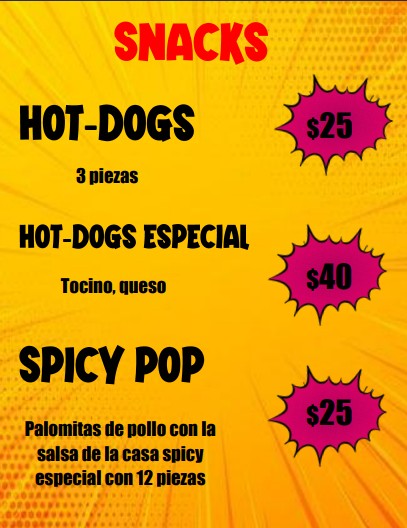 SNACKS
HOT-DOGS
$25
3 piezas
HOT-DOGS ESPECIAL
$40
Tocino, queso
SPICY POP
$25
Palomitas de pollo con la
salsa de la casa spicy
especial con 12 piezas